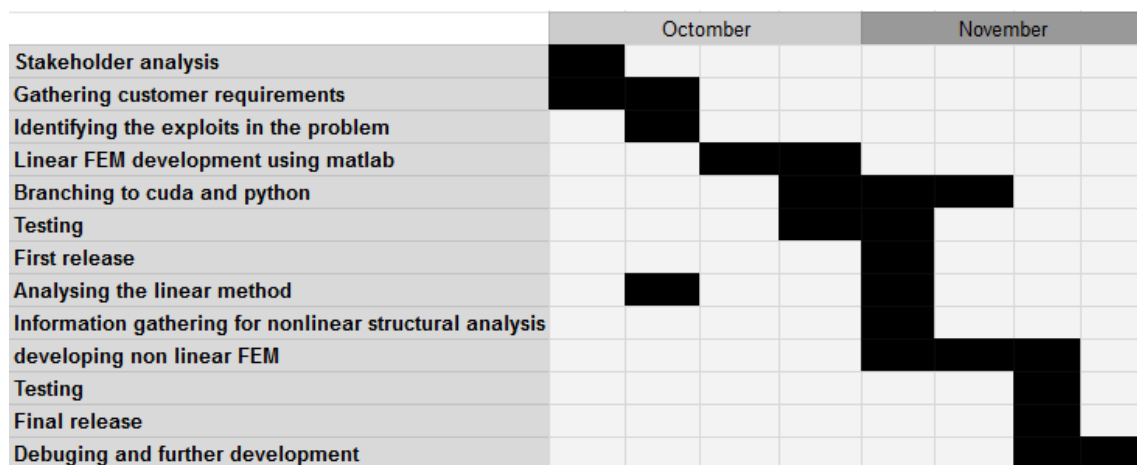 Octomber November
Stakeholder analysis
Gathering customer requirements
Identifying the exploits in the problem
Linear FEM development using matlab
Branching to cuda and python
Testing
First release
Analysing the linear method
Information gathering for nonlinear structural analysis
developing non linear FEM
Testing
Final release
Debuging and further development